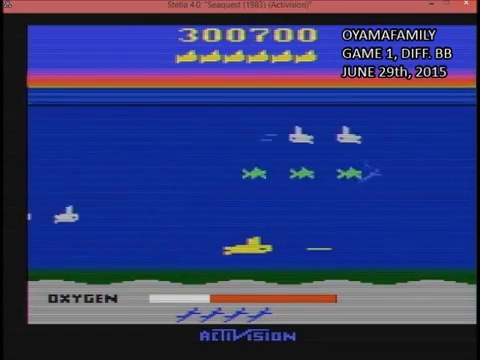 Stella 4.0: "Seaquest (1983) (Activision)"
300700
OYAMAFAMILY
GAME 1, DIFF. BB
JUNE 29th, 2015
OXYGEN
ACTIVISION